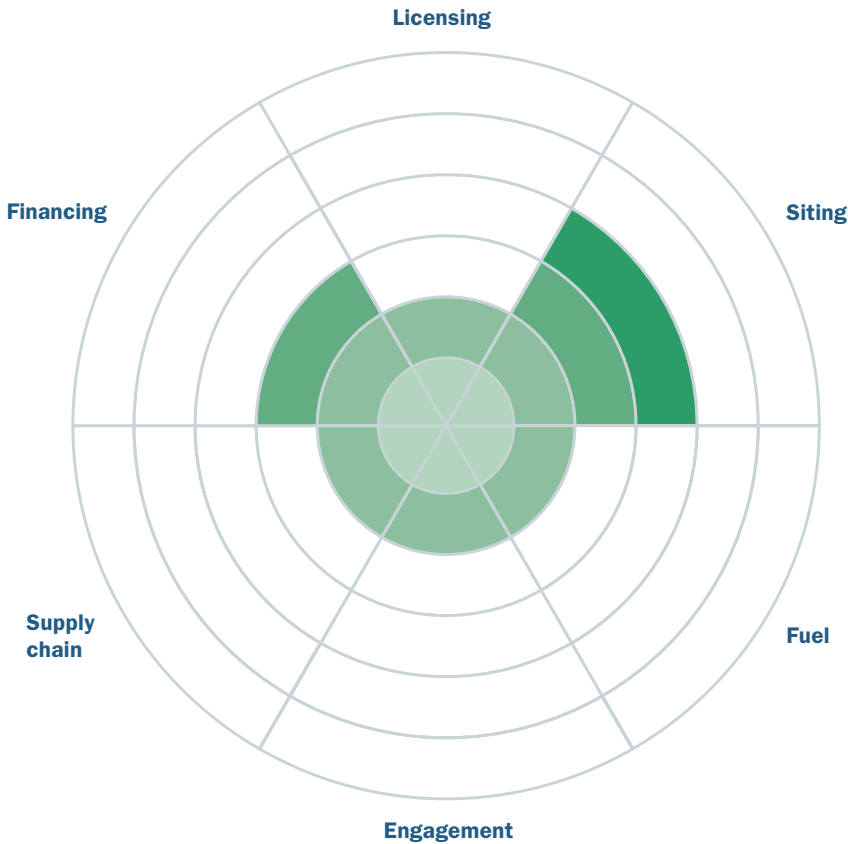 Licensing
Financing
Siting
Supply
chain
Fuel
Engagement